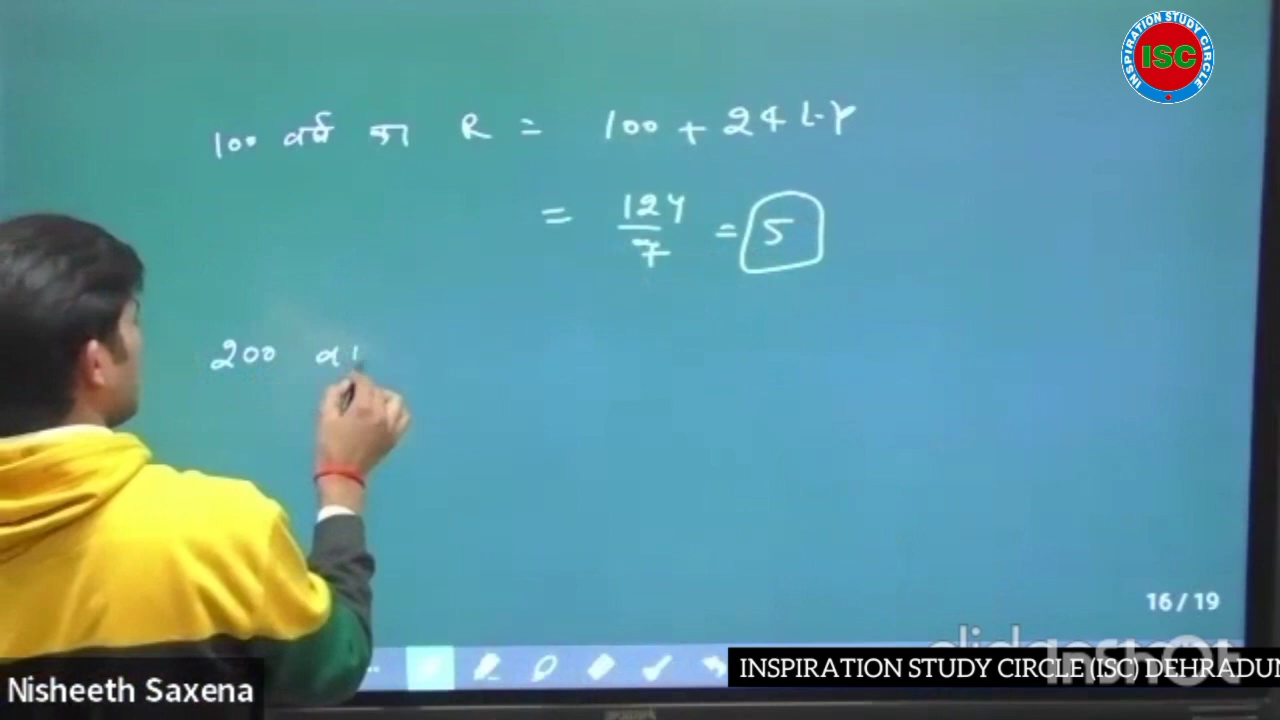 INSPIRATION STUDY CIRCLE
ISC
100 वर्ष का R = 100 + 24 L.Y
= 124/7 = 5
200 व
16 / 19
INSPIRATION STUDY CIRCLE (ISC) DEHRADUN
Nisheeth Saxena